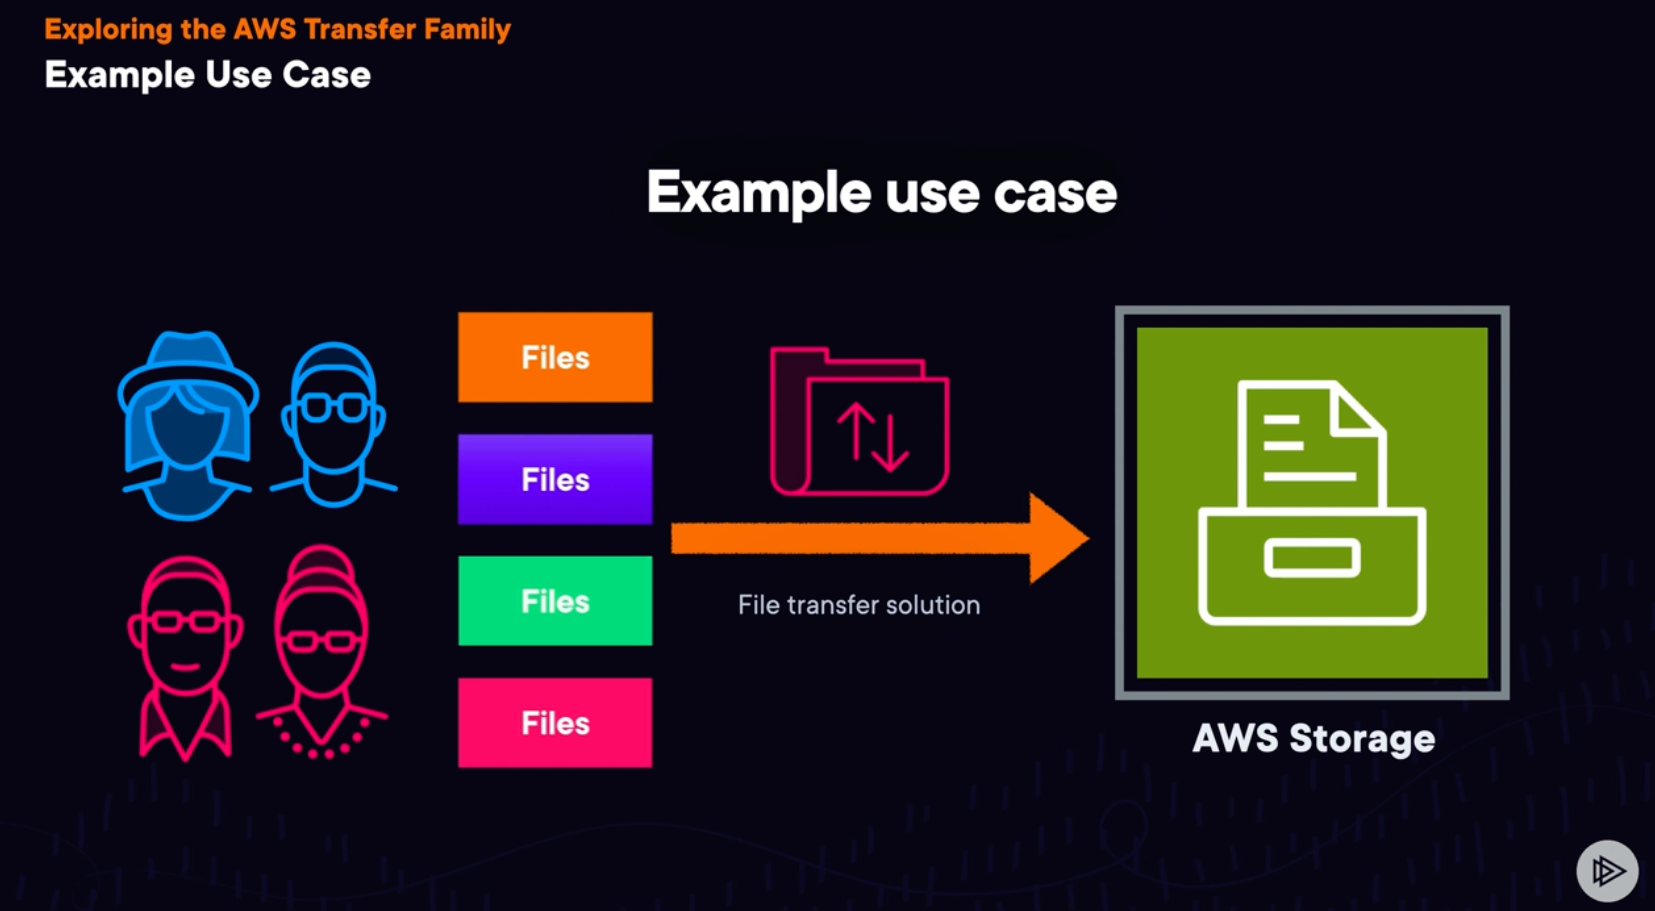 Exploring the AWS Transfer Family
Example Use Case
Example use case
Files
Files
Files
Files
File transfer solution
AWS Storage